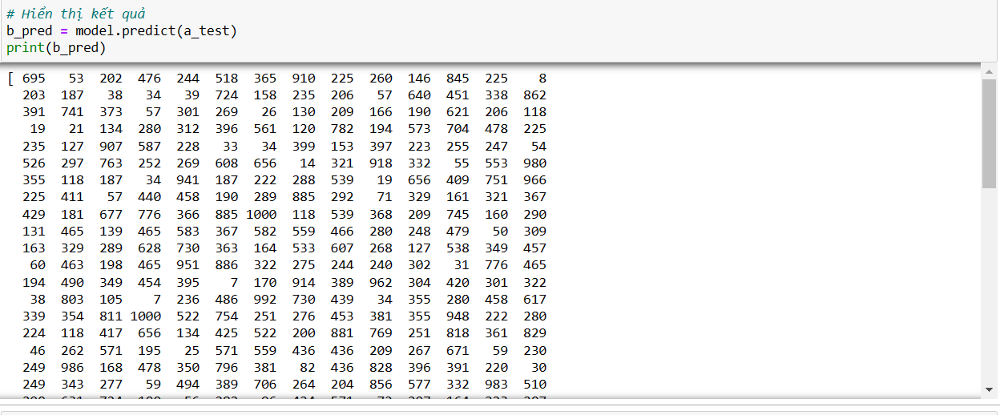 # Hiển thị kết quả
b_pred = model.predict(a_test)
print(b_pred)
[ 695 53 202 476 244 518 365 910 225 260 146 845 225 8
203 187 38 34 39 724 158 235 206 57 640 451 338 862
391 741 373 57 301 269 26 130 209 166 190 621 206 118
19 21 134 280 312 396 561 120 782 194 573 704 478 225
235 127 907 587 228 33 34 399 153 397 223 255 247 54
526 297 763 252 269 608 656 14 321 918 332 55 553 980
355 118 187 34 941 187 222 288 539 19 656 409 751 966
225 411 57 440 458 190 289 885 292 71 329 161 321 367
429 181 677 776 366 885 1000 118 539 368 209 745 160 290
131 465 139 465 583 367 582 559 466 280 248 479 50 309
163 329 289 628 730 363 164 533 607 268 127 538 349 457
60 463 198 465 951 886 322 275 244 240 302 31 776 465
194 490 349 454 395 7 170 914 389 962 304 420 301 322
38 803 105 7 236 486 992 730 439 34 355 280 458 617
339 354 811 1000 522 754 251 276 453 381 355 948 222 280
224 118 417 656 134 425 522 200 881 769 251 818 361 829
46 262 571 195 25 571 559 436 436 209 267 671 59 230
249 986 168 478 350 796 381 82 436 828 396 391 220 30
249 343 277 59 494 389 706 264 204 856 577 332 983 510